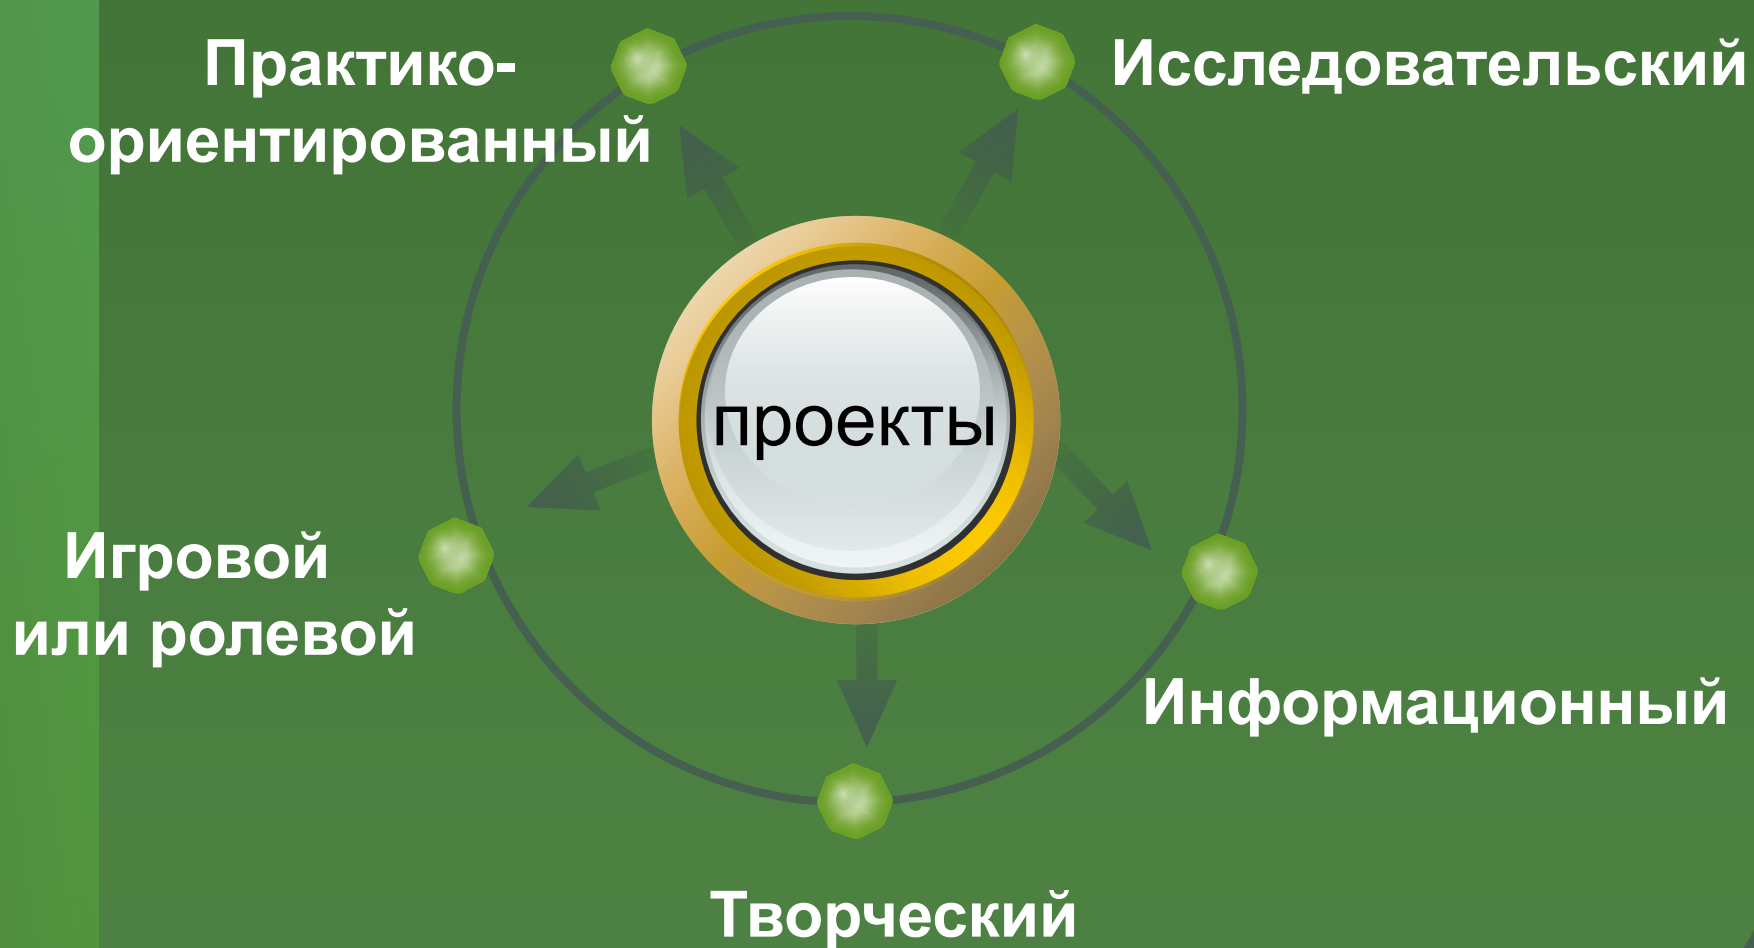 Практико-
ориентированный
Исследовательский
проекты
Игровой
или ролевой
Информационный
Творческий